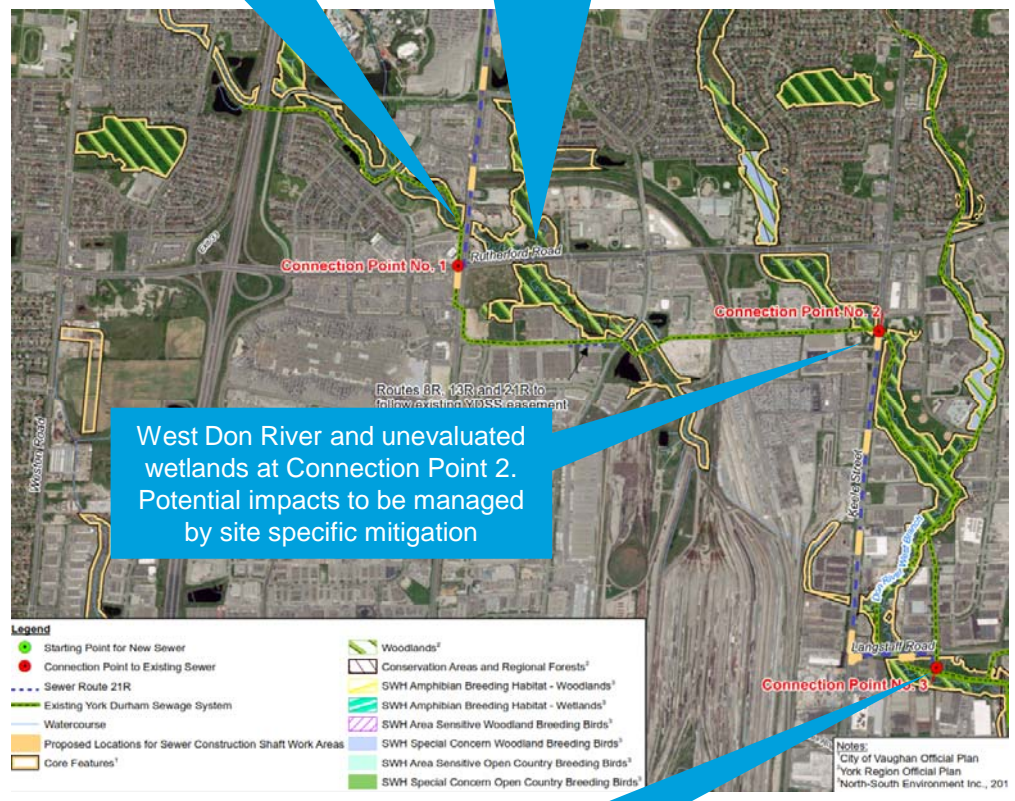 Rutherford Road
Connection Point No. 1
Connection Point No. 2
Routes 8R, 13R and 21R to
follow existing YDSS easement
West Don River and unevaluated
wetlands at Connection Point 2.
Potential impacts to be managed
by site specific mitigation
Weston Road
Keele Street
Don River West Branch
Langstaff Road
Connection Point No. 3
Legend
Starting Point for New Sewer
Connection Point to Existing Sewer
Sewer Route 21R
Existing York Durham Sewage System
Watercourse
Proposed Locations for Sewer Construction Shaft Work Areas
Core Features¹
Woodlands²
Conservation Areas and Regional Forests²
SWH Amphibian Breeding Habitat - Woodlands³
SWH Amphibian Breeding Habitat - Wetlands³
SWH Area Sensitive Woodland Breeding Birds³
SWH Special Concern Woodland Breeding Birds³
SWH Area Sensitive Open Country Breeding Birds³
SWH Special Concern Open Country Breeding Birds³
Notes:
¹City of Vaughan Official Plan
²York Region Official Plan
³North-South Environment Inc., 201